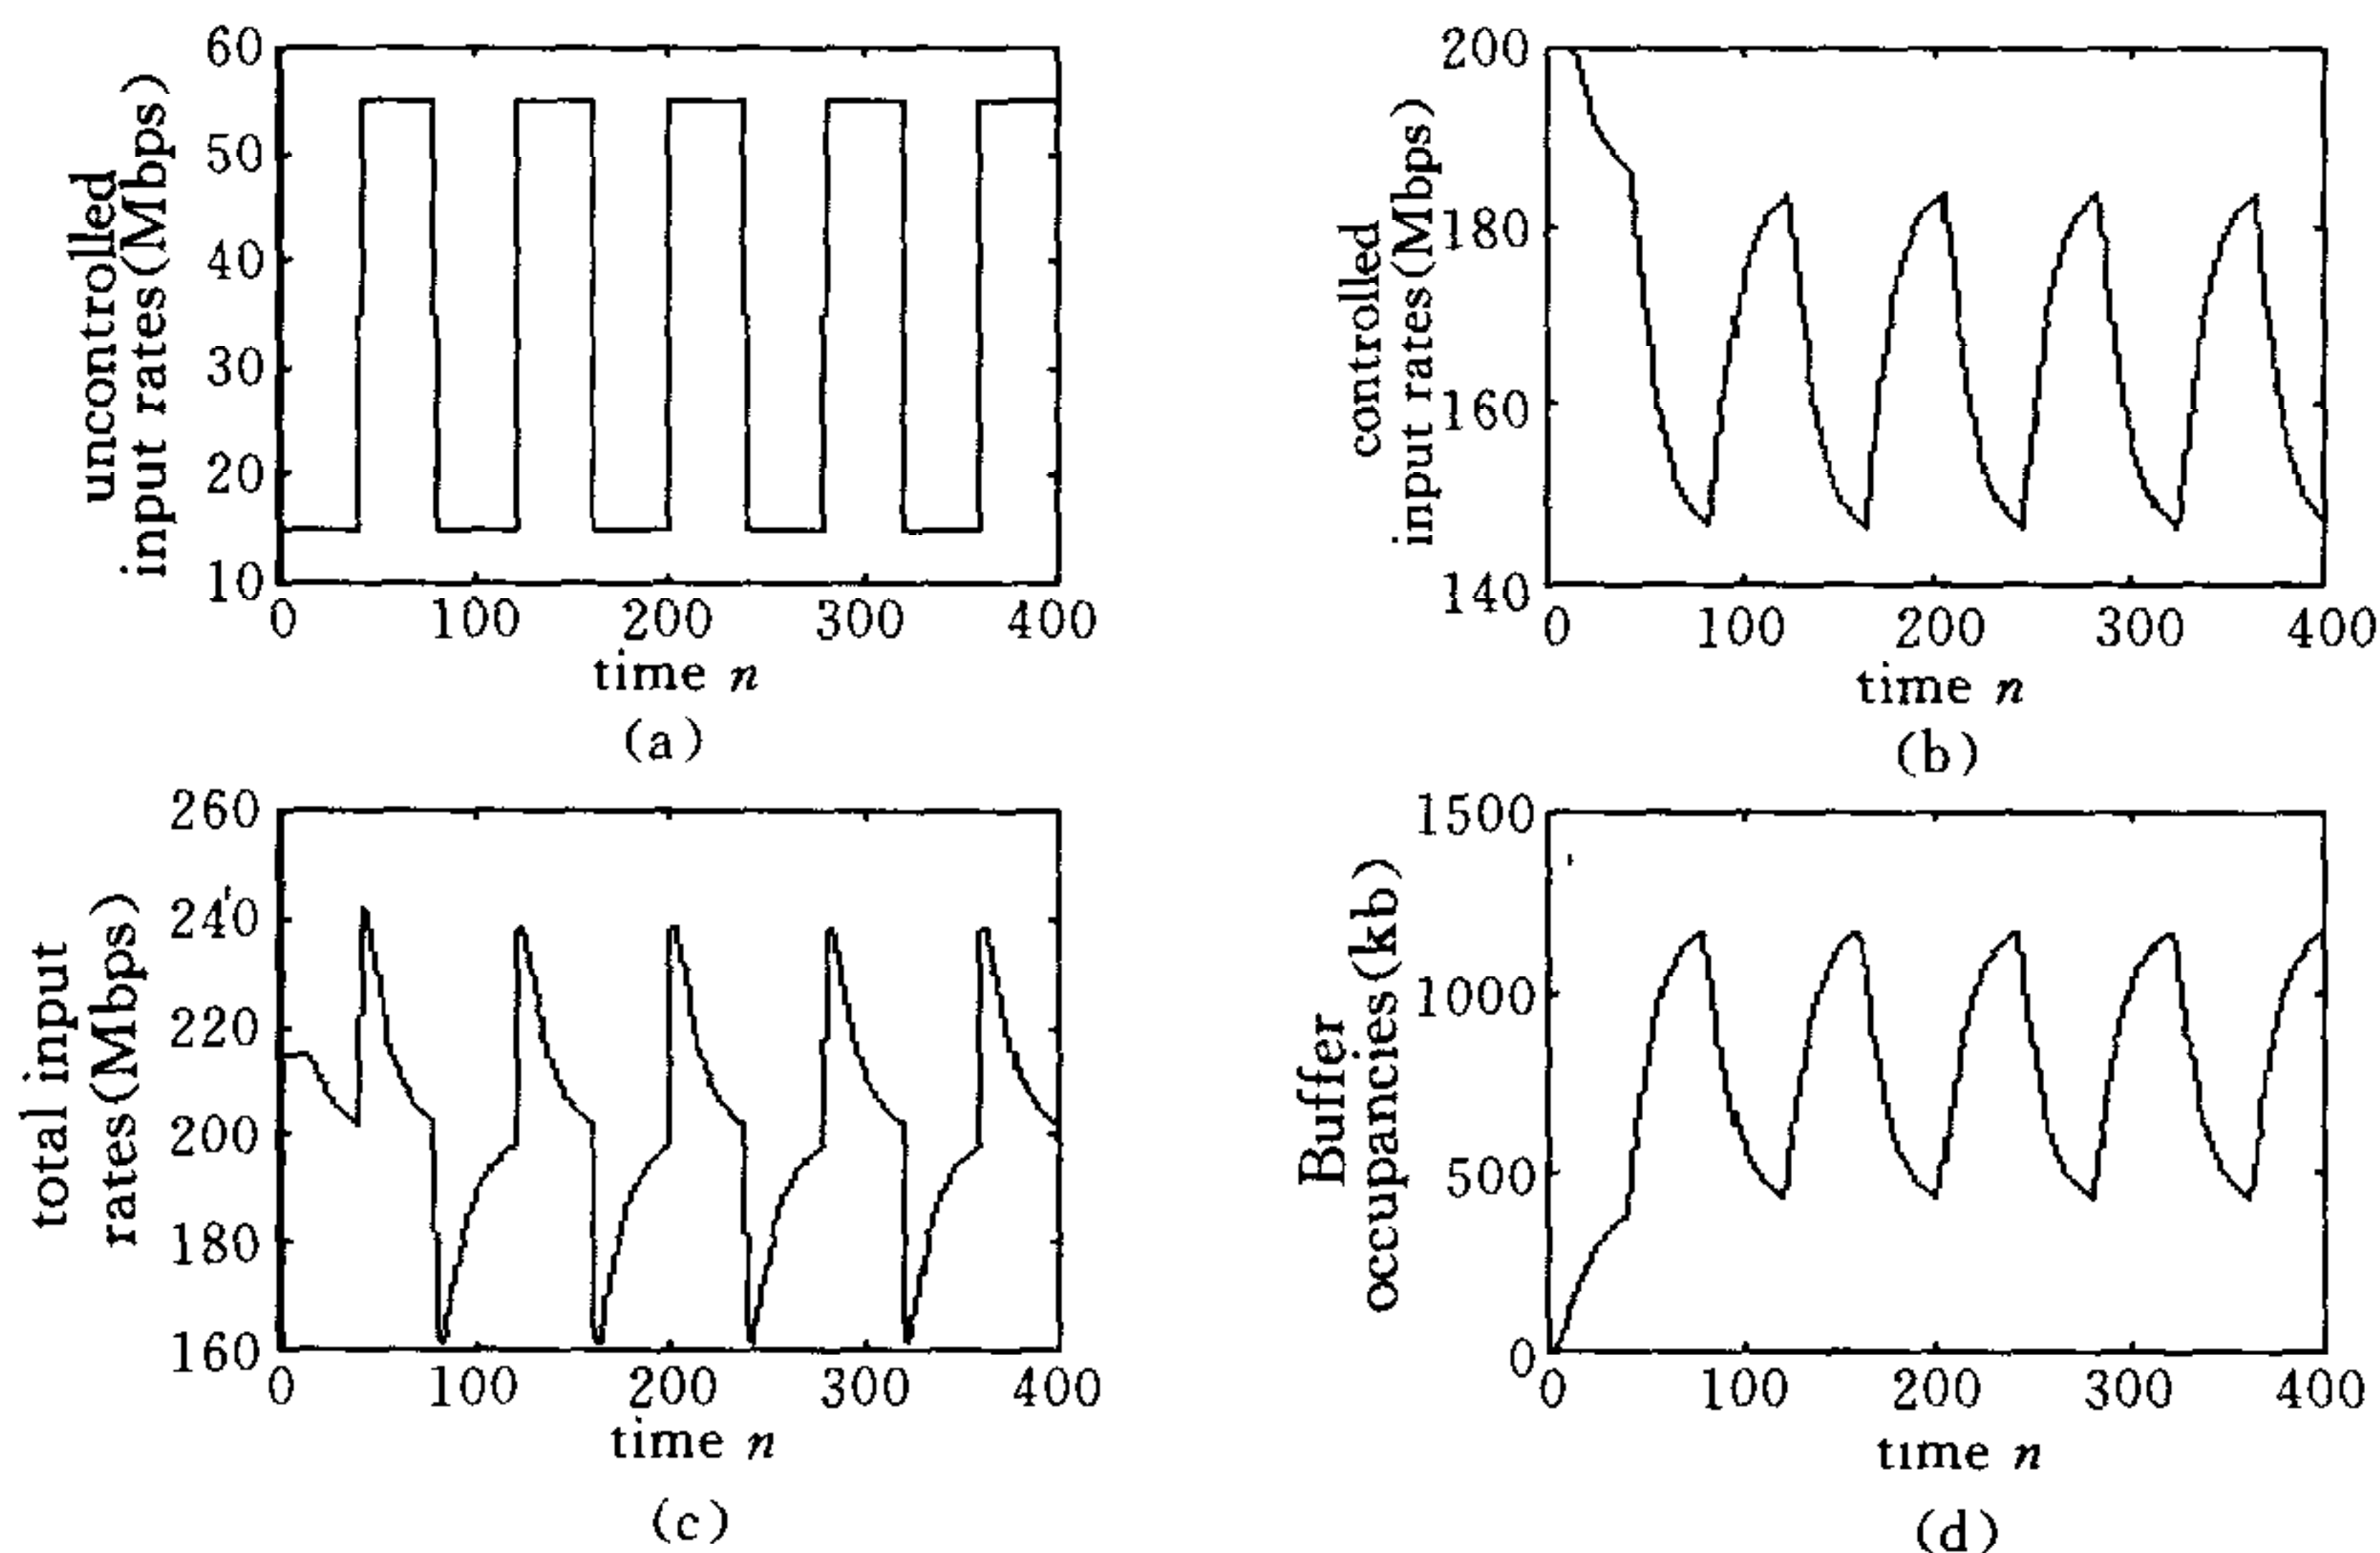 uncontrolled
input rates(Mbps)
60
50
40
30
20
10
0
100
200
300
400
time n
(a)
controlled
input rates(Mbps)
200
180
160
140
0
100
200
300
400
time n
(b)
total input
rates(Mbps)
260
240
220
200
180
160
0
100
200
300
400
time n
(c)
Buffer
occupancies(kb)
1500
1000
500
0
0
100
200
300
400
time n
(d)